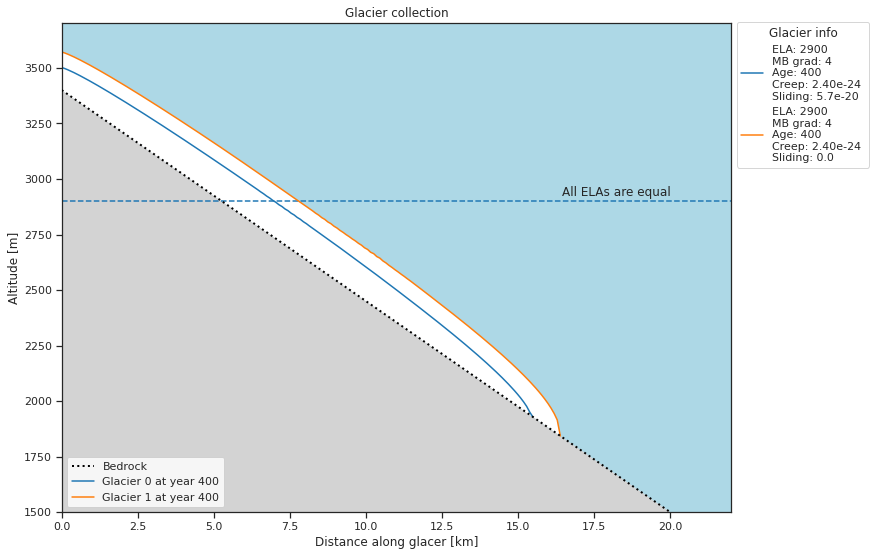 Glacier collection
Glacier info
ELA: 2900
MB grad: 4
Age: 400
Creep: 2.40e-24
Sliding: 5.7e-20
ELA: 2900
MB grad: 4
Age: 400
Creep: 2.40e-24
Sliding: 0.0
3500
3250
3000
2750
2500
2250
2000
1750
1500
Altitude [m]
All ELAs are equal
Bedrock
Glacier 0 at year 400
Glacier 1 at year 400
0.0 2.5 5.0 7.5 10.0 12.5 15.0 17.5 20.0
Distance along glacer [km]